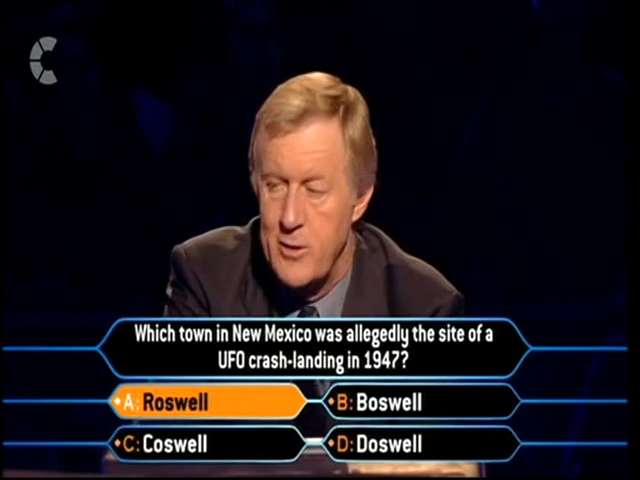 Which town in New Mexico was allegedly the site of a
UFO crash-landing in 1947?
A: Roswell
B: Boswell
C: Coswell
D: Doswell